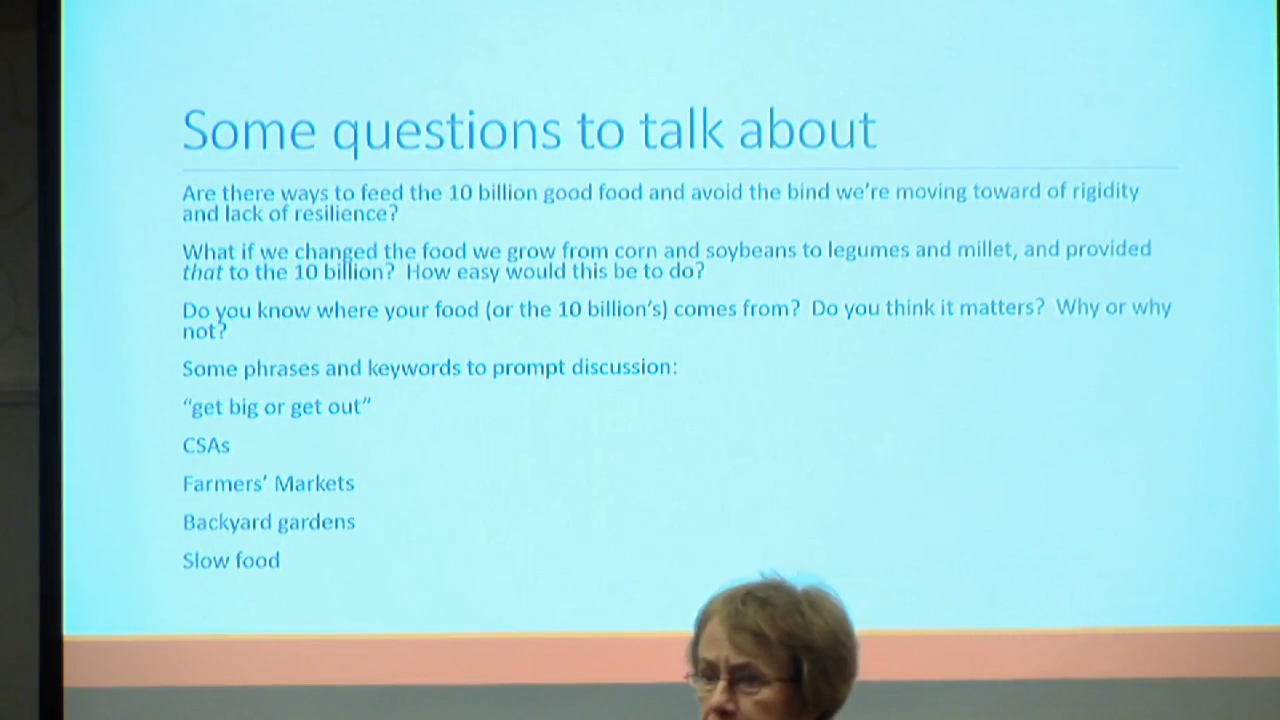 Some questions to talk about
Are there ways to feed the 10 billion good food and avoid the bind we're moving toward of rigidity
and lack of resilience?
What if we changed the food we grow from corn and soybeans to legumes and millet, and provided
that to the 10 billion?  How easy would this be to do?
Do you know where your food (or the 10 billion's) comes from?  Do you think it matters?  Why or why
not?
Some phrases and keywords to prompt discussion:
“get big or get out”
CSAs
Farmers' Markets
Backyard gardens
Slow food